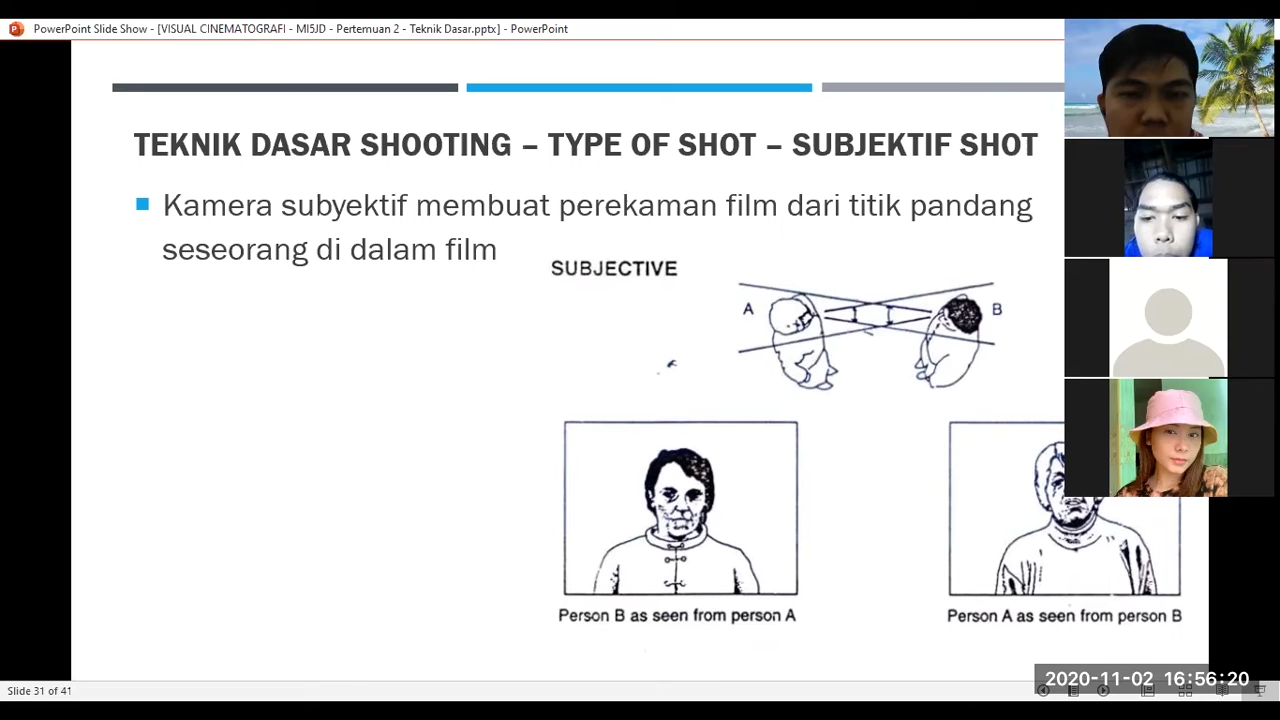 PowerPoint Slide Show - [VISUAL CINEMATOGRAFI - MI5JD - Pertemuan 2 - Teknik Dasar.pptx] - PowerPoint
TEKNIK DASAR SHOOTING – TYPE OF SHOT – SUBJEKTIF SHOT
Kamera subyektif membuat perekaman film dari titik pandang
seseorang di dalam film
SUBJECTIVE
A
B
Person B as seen from person A
Person A as seen from person B
Slide 31 of 41
2020-11-02 16:56:20